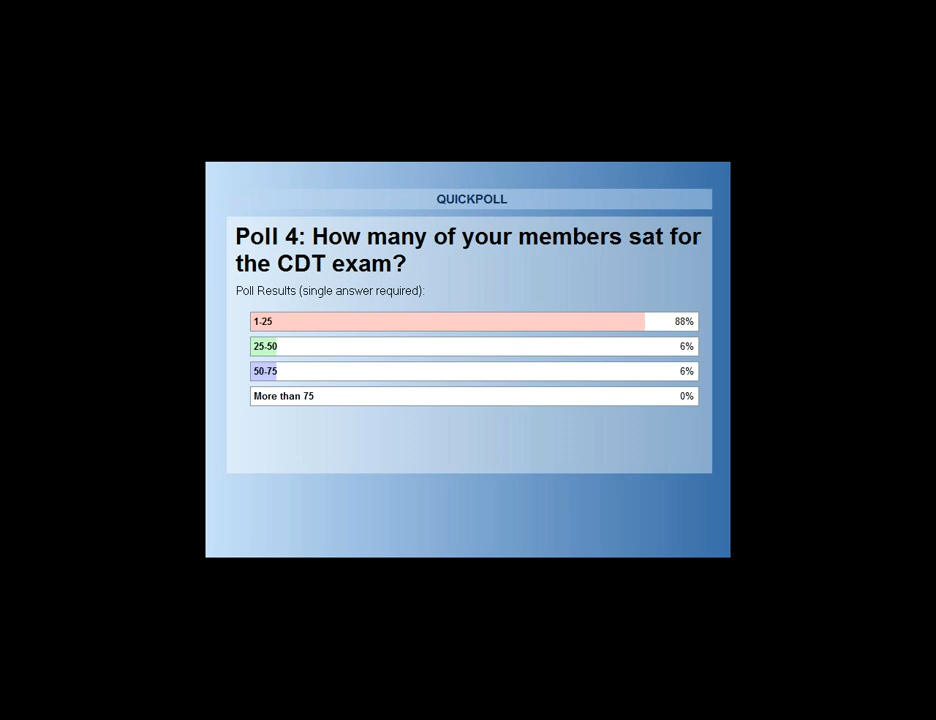 QUICKPOLL
Poll 4: How many of your members sat for
the CDT exam?
Poll Results (single answer required):
1-25 88%
25-50 6%
50-75 6%
More than 75 0%